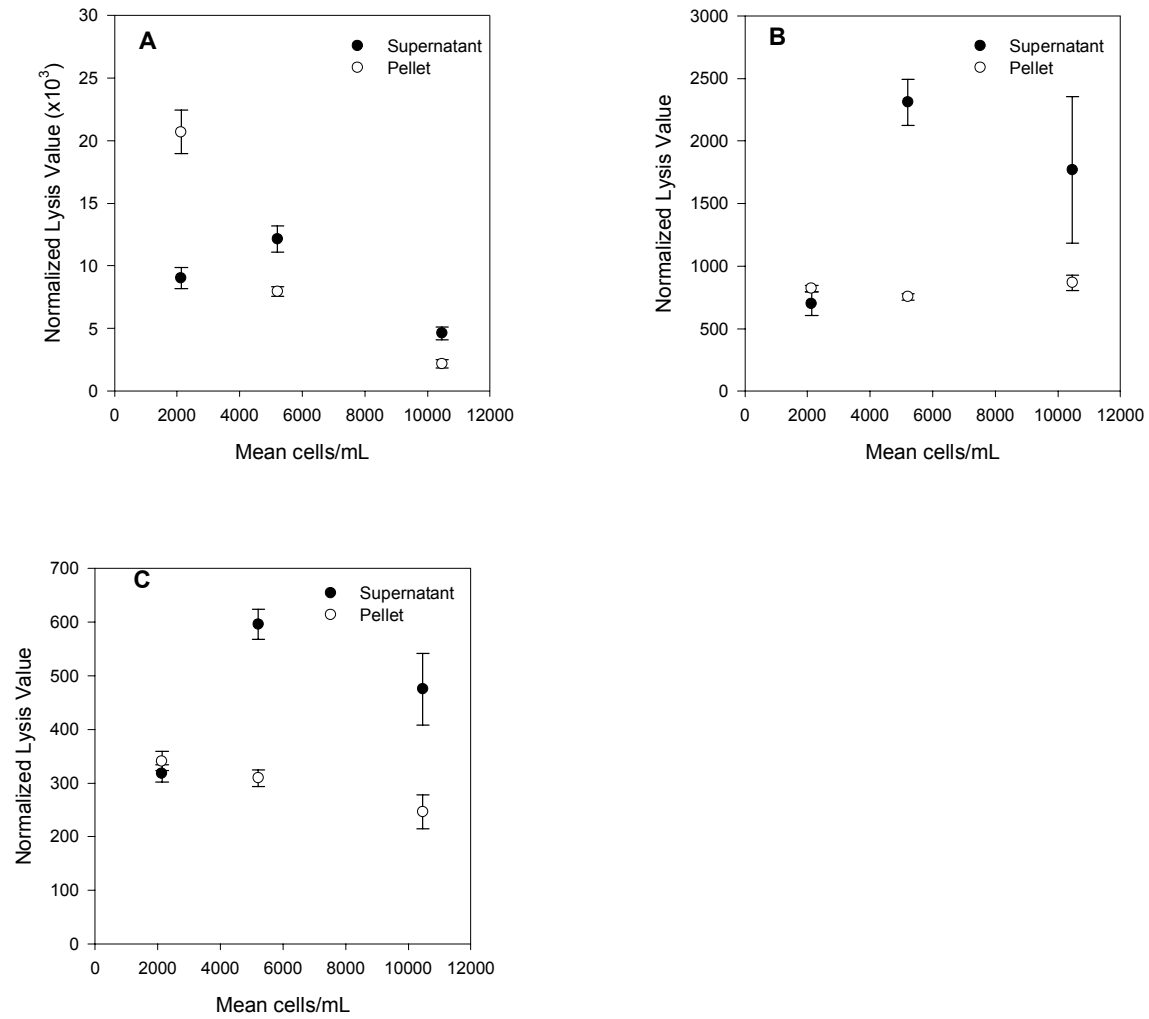 A
Supernatant
Pellet
Normalized Lysis Value (x10³)
30
25
20
15
10
5
0
0 2000 4000 6000 8000 10000 12000
Mean cells/mL
B
Supernatant
Pellet
Normalized Lysis Value
3000
2500
2000
1500
1000
500
0
0 2000 4000 6000 8000 10000 12000
Mean cells/mL
C
Supernatant
Pellet
Normalized Lysis Value
700
600
500
400
300
200
100
0
0 2000 4000 6000 8000 10000 12000
Mean cells/mL